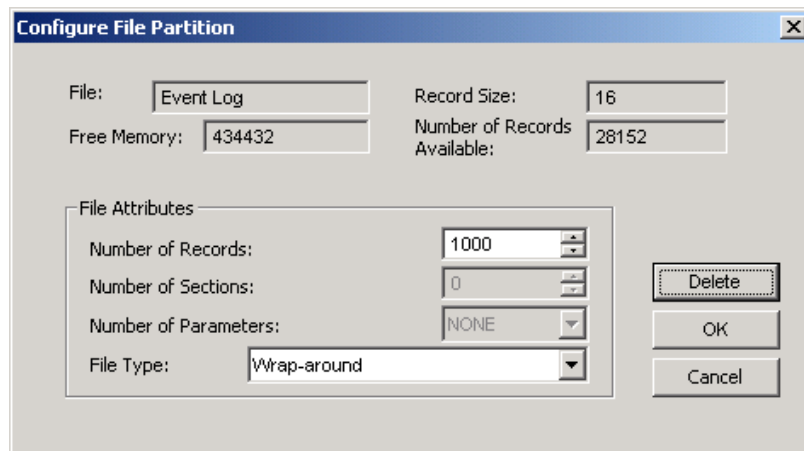 Configure File Partition
File: Event Log Record Size: 16
Free Memory: 434432 Number of Records Available: 28152
File Attributes
Number of Records: 1000
Number of Sections: 0
Number of Parameters: NONE
File Type: Wrap-around
Delete
OK
Cancel